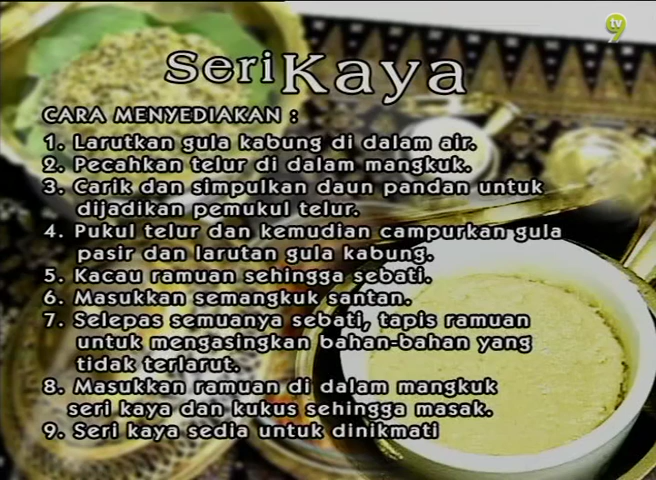 tv9
Seri Kaya
CARA MENYEDIAKAN :
1. Larutkan gula kabung di dalam air.
2. Pecahkan telur di dalam mangkuk.
3. Carik dan simpulkan daun pandan untuk
dijadikan pemukul telur.
4. Pukul telur dan kemudian campurkan gula
pasir dan larutan gula kabung.
5. Kacau ramuan sehingga sebati.
6. Masukkan semangkuk santan.
7. Selepas semuanya sebati, tapis ramuan
untuk mengasingkan bahan-bahan yang
tidak terlarut.
8. Masukkan ramuan di dalam mangkuk
seri kaya dan kukus sehingga masak.
9. Seri kaya sedia untuk dinikmati